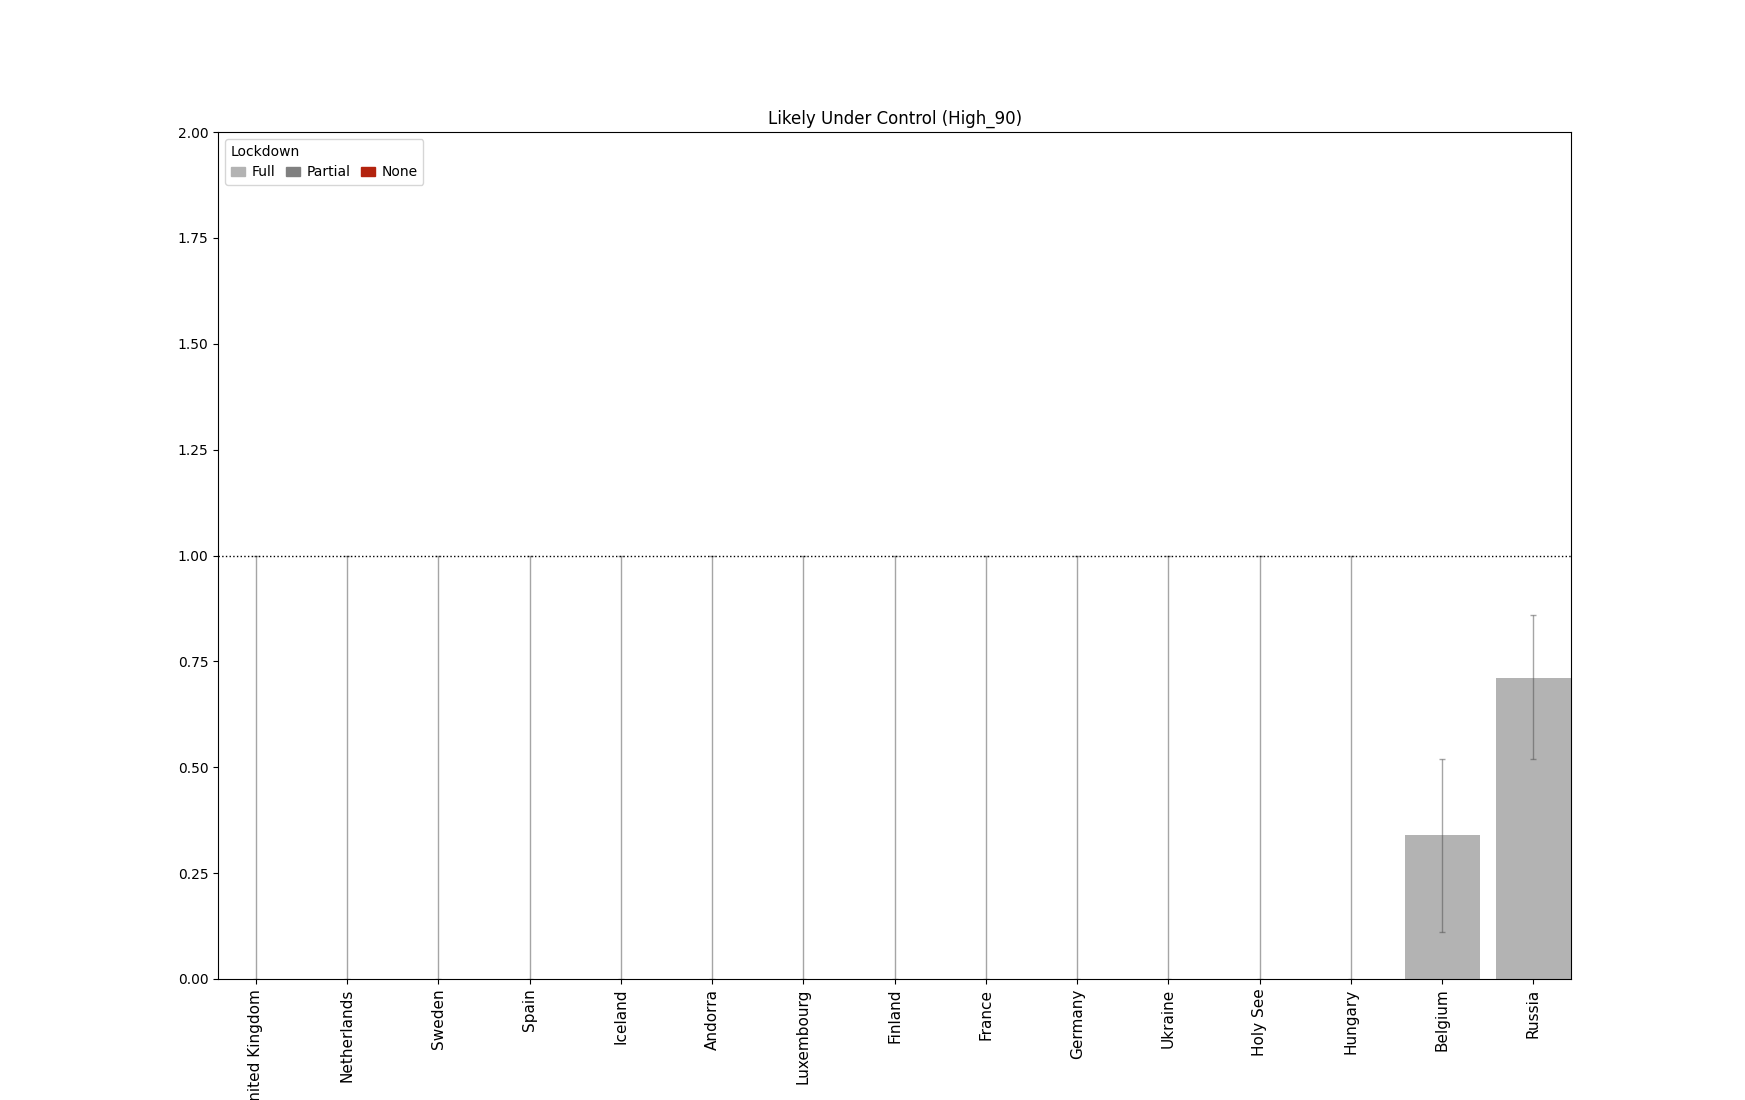 Likely Under Control (High_90)
2.00
Lockdown
Full Partial None
1.75
1.50
1.25
1.00
0.75
0.50
0.25
0.00
nited Kingdom
Netherlands
Sweden
Spain
Iceland
Andorra
Luxembourg
Finland
France
Germany
Ukraine
Holy See
Hungary
Belgium
Russia